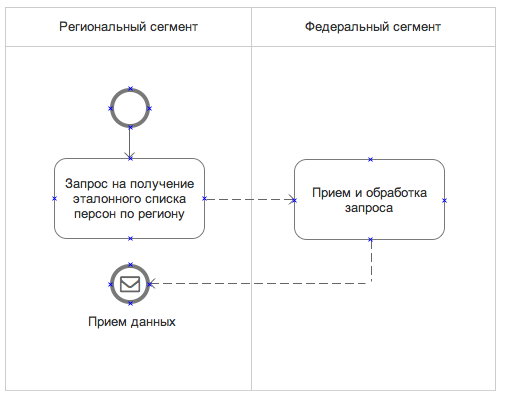 Региональный сегмент
Федеральный сегмент
Запрос на получение
эталонного списка
персон по региону
Прием и обработка
запроса
Прием данных